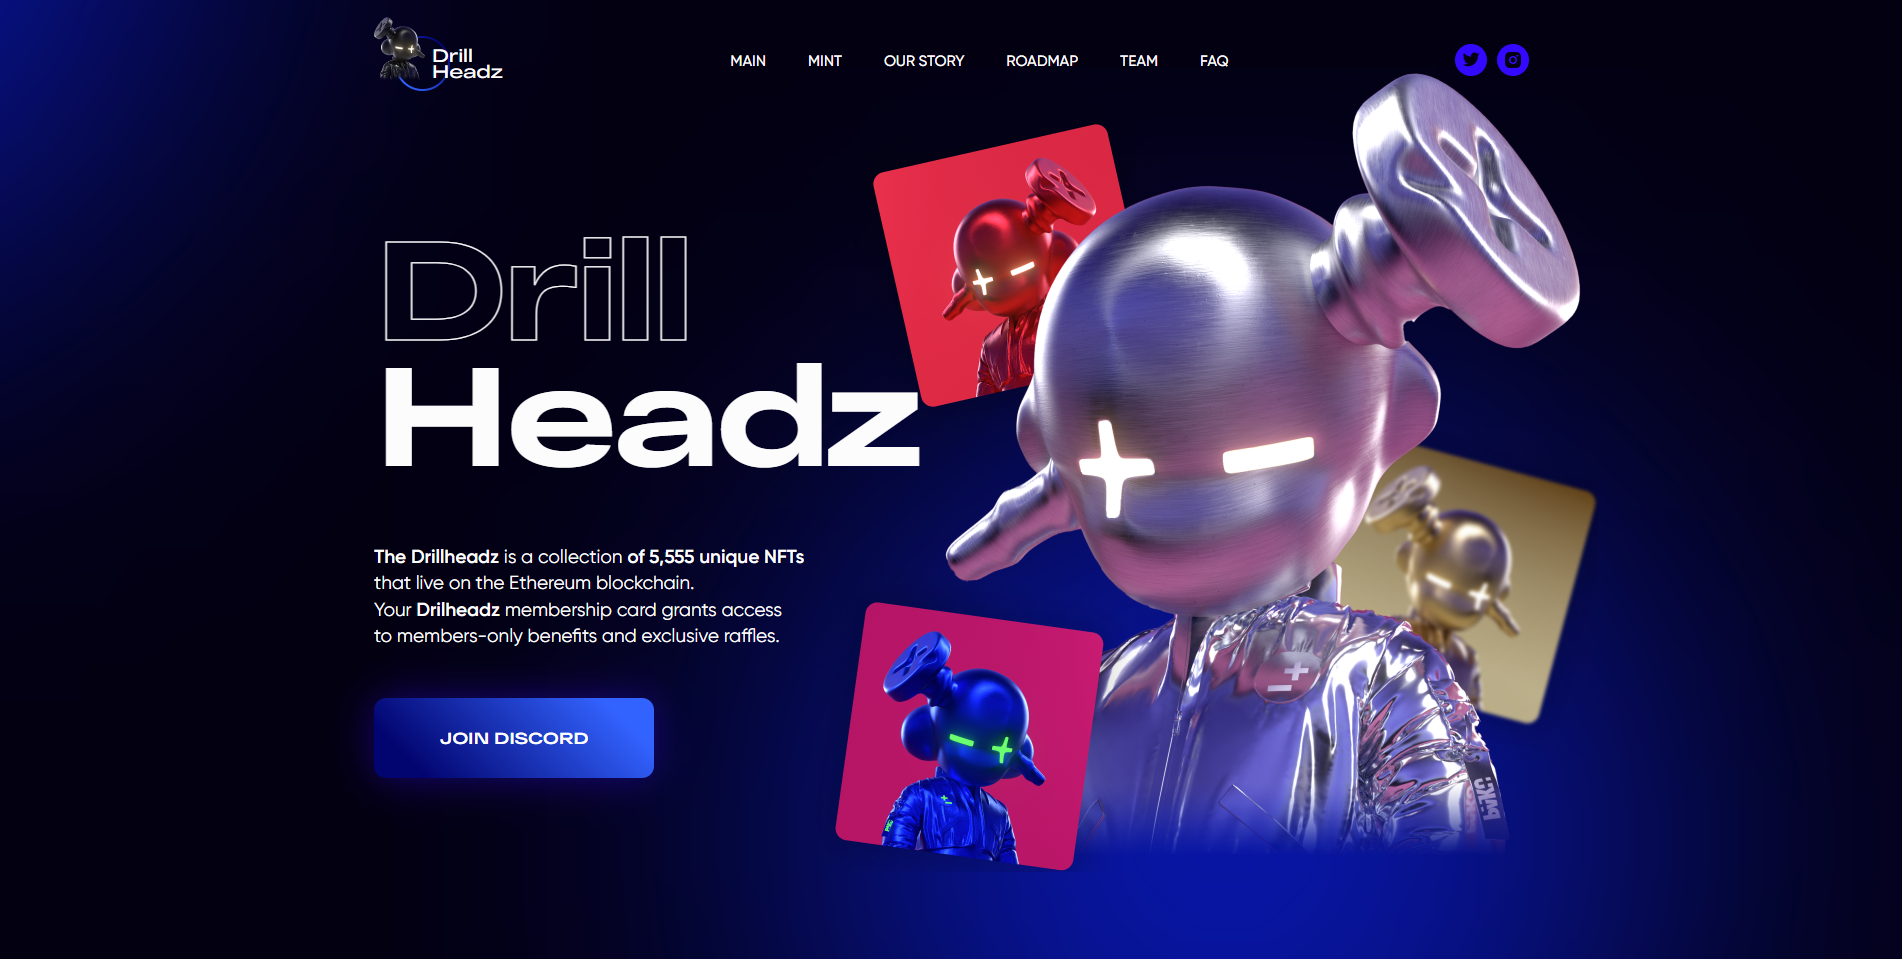 Drill
Headz
MAIN
MINT
OUR STORY
ROADMAP
TEAM
FAQ
Drill
Headz
The Drillheadz is a collection of 5,555 unique NFTs
that live on the Ethereum blockchain.
Your Drilheadz membership card grants access
to members-only benefits and exclusive raffles.
JOIN DISCORD